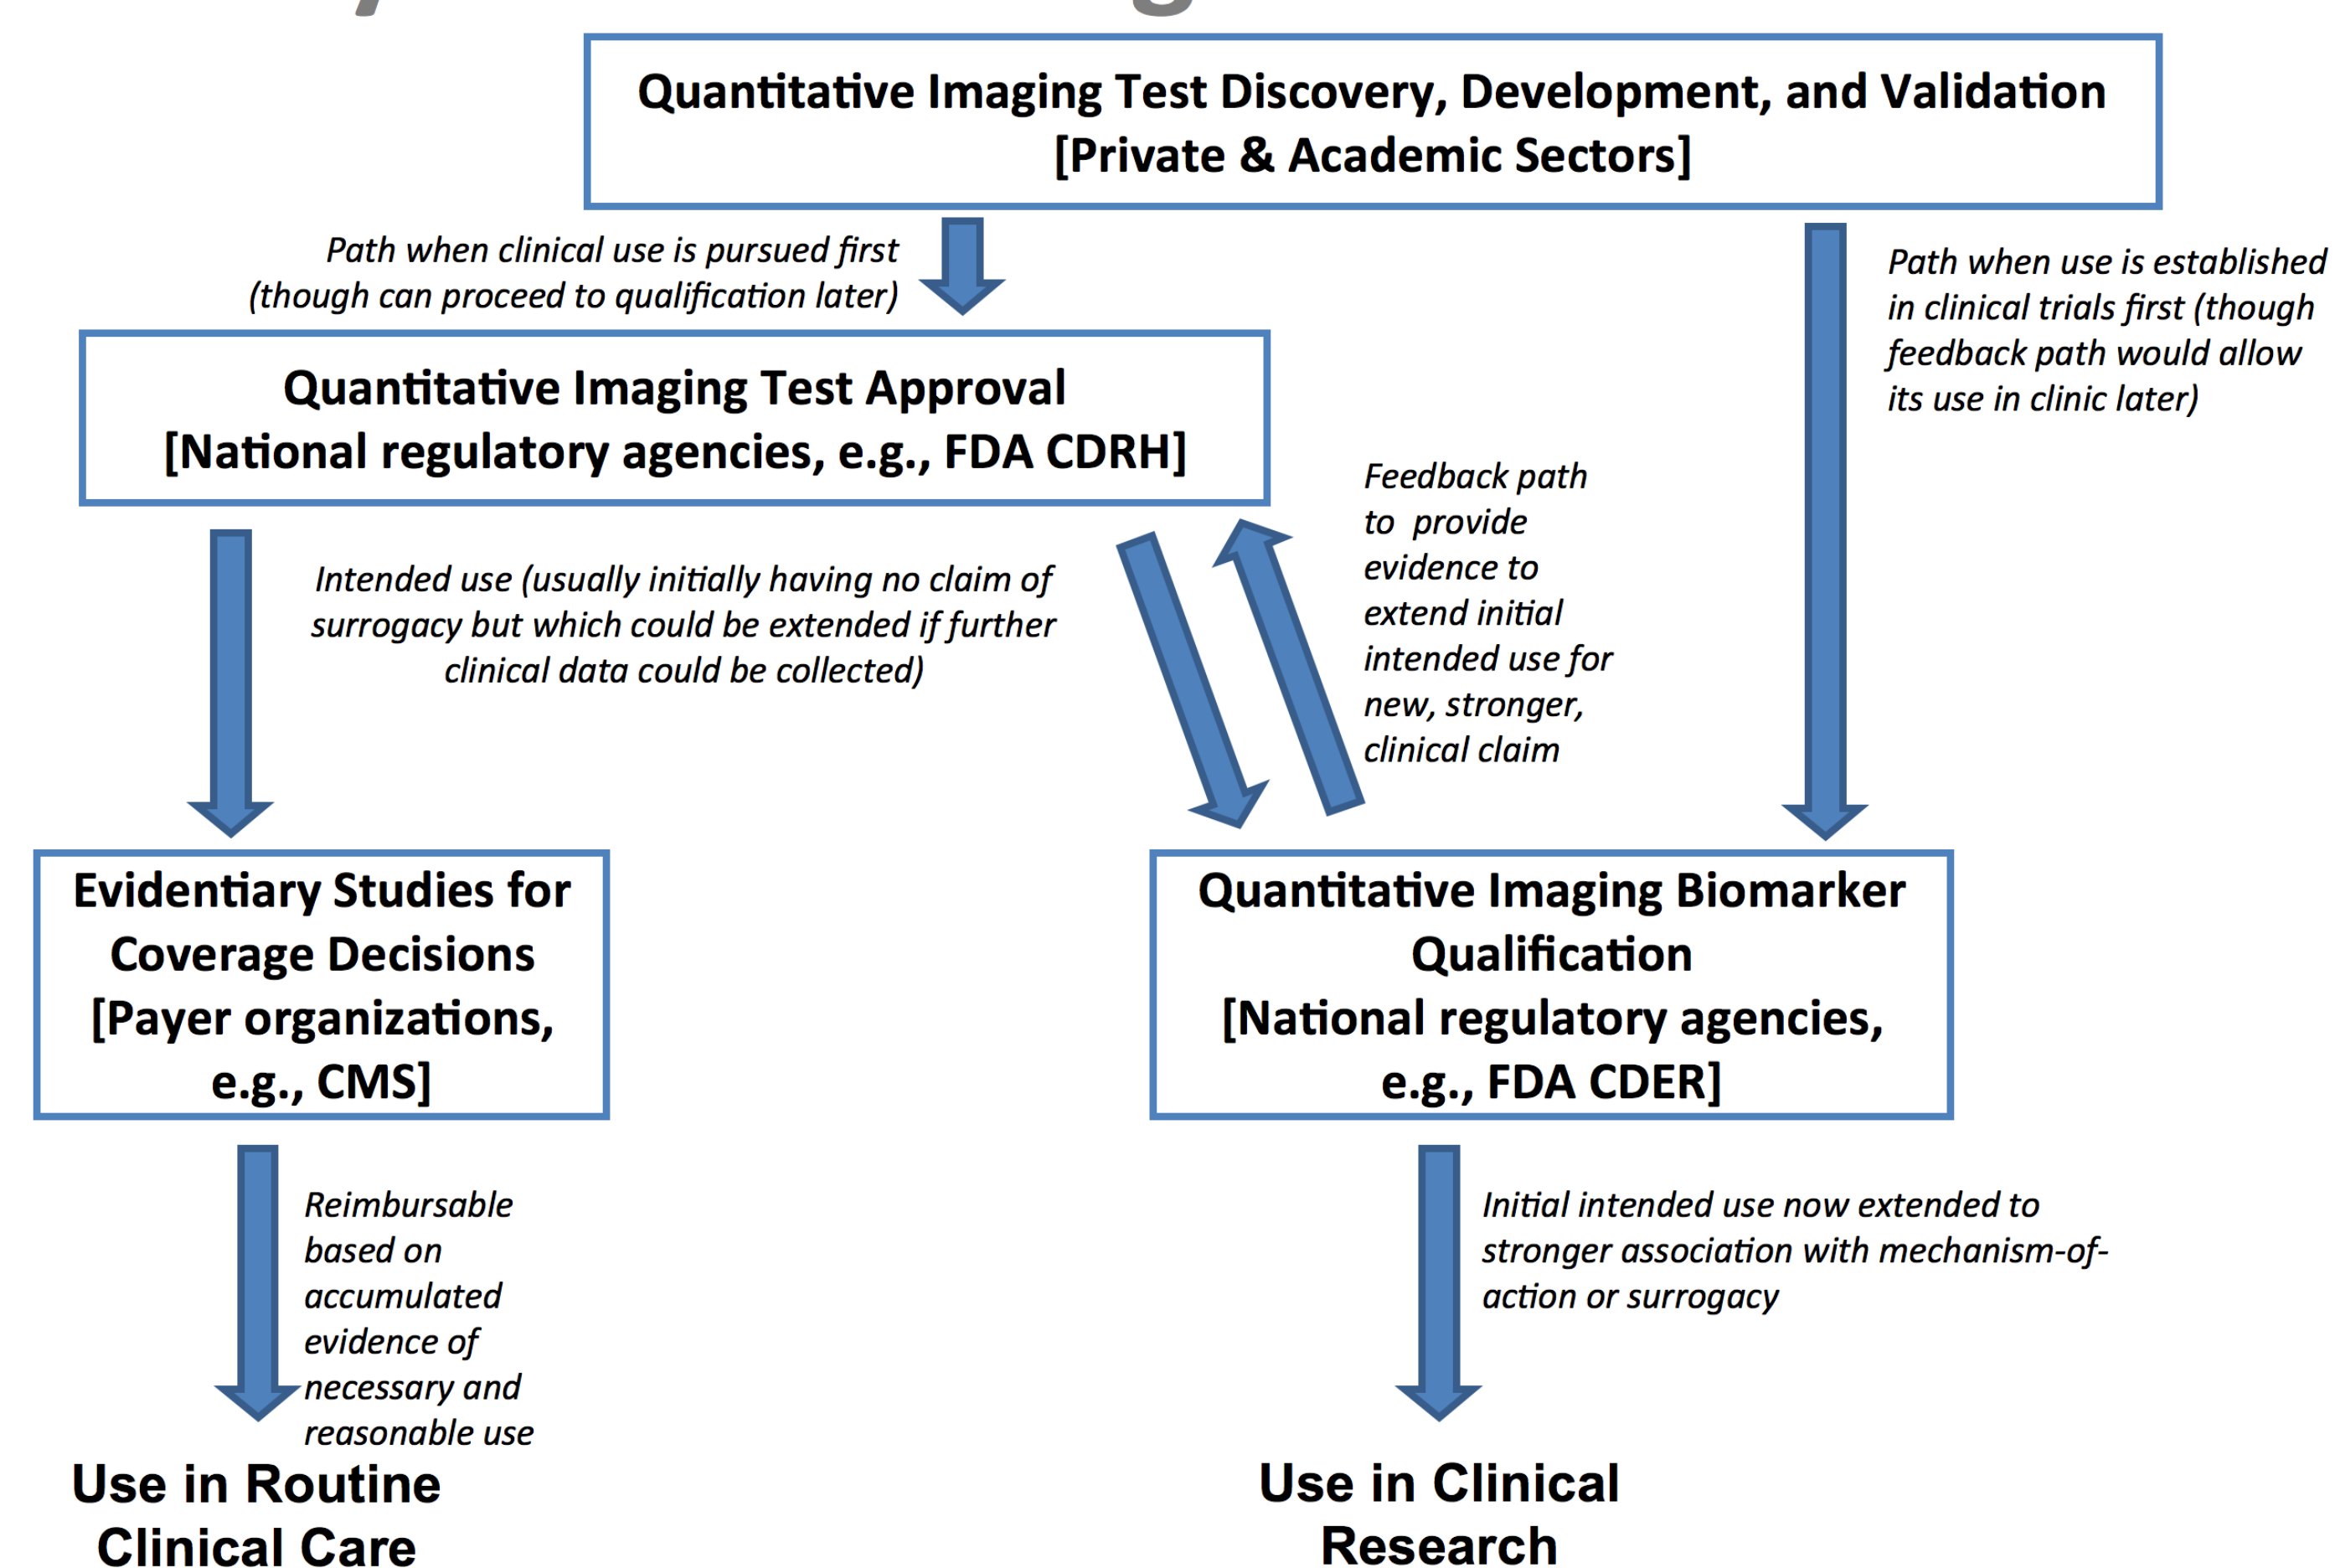 Quantitative Imaging Test Discovery, Development, and Validation
[Private & Academic Sectors]
Path when clinical use is pursued first
(though can proceed to qualification later)
Path when use is established
in clinical trials first (though
feedback path would allow
its use in clinic later)
Quantitative Imaging Test Approval
[National regulatory agencies, e.g., FDA CDRH]
Feedback path
to provide
evidence to
extend initial
intended use for
new, stronger,
clinical claim
Intended use (usually initially having no claim of
surrogacy but which could be extended if further
clinical data could be collected)
Evidentiary Studies for
Coverage Decisions
[Payer organizations,
e.g., CMS]
Quantitative Imaging Biomarker
Qualification
[National regulatory agencies,
e.g., FDA CDER]
Reimbursable
based on
accumulated
evidence of
necessary and
reasonable use
Initial intended use now extended to
stronger association with mechanism-of-
action or surrogacy
Use in Routine
Clinical Care
Use in Clinical
Research